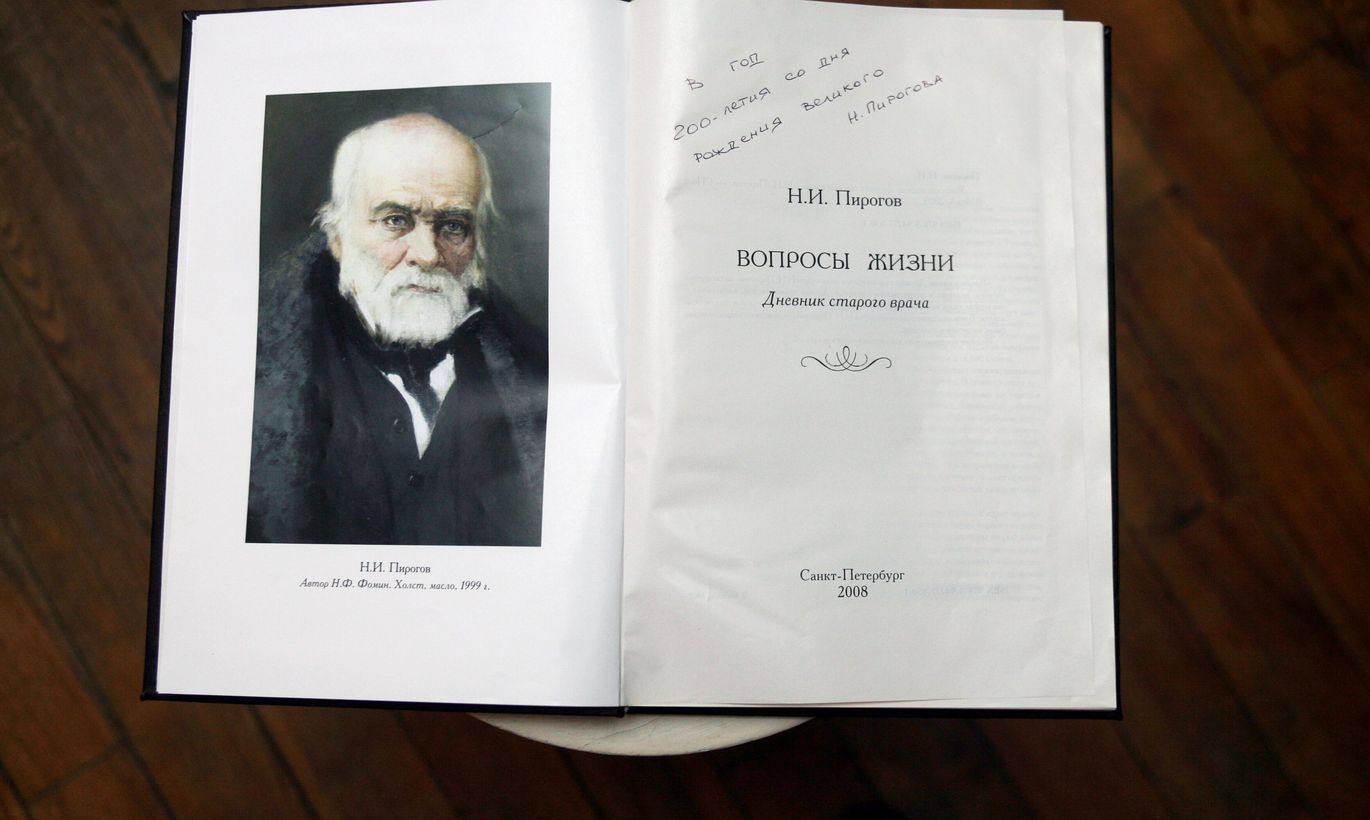 Н.И. Пирогов
Автор Н.Ф. Фомин. Холст, масло, 1999 г.
В год
200-летия со дня
рождения великого
Н. Пирогова
Н.И. Пирогов
ВОПРОСЫ ЖИЗНИ
Дневник старого врача
Санкт-Петербург
2008